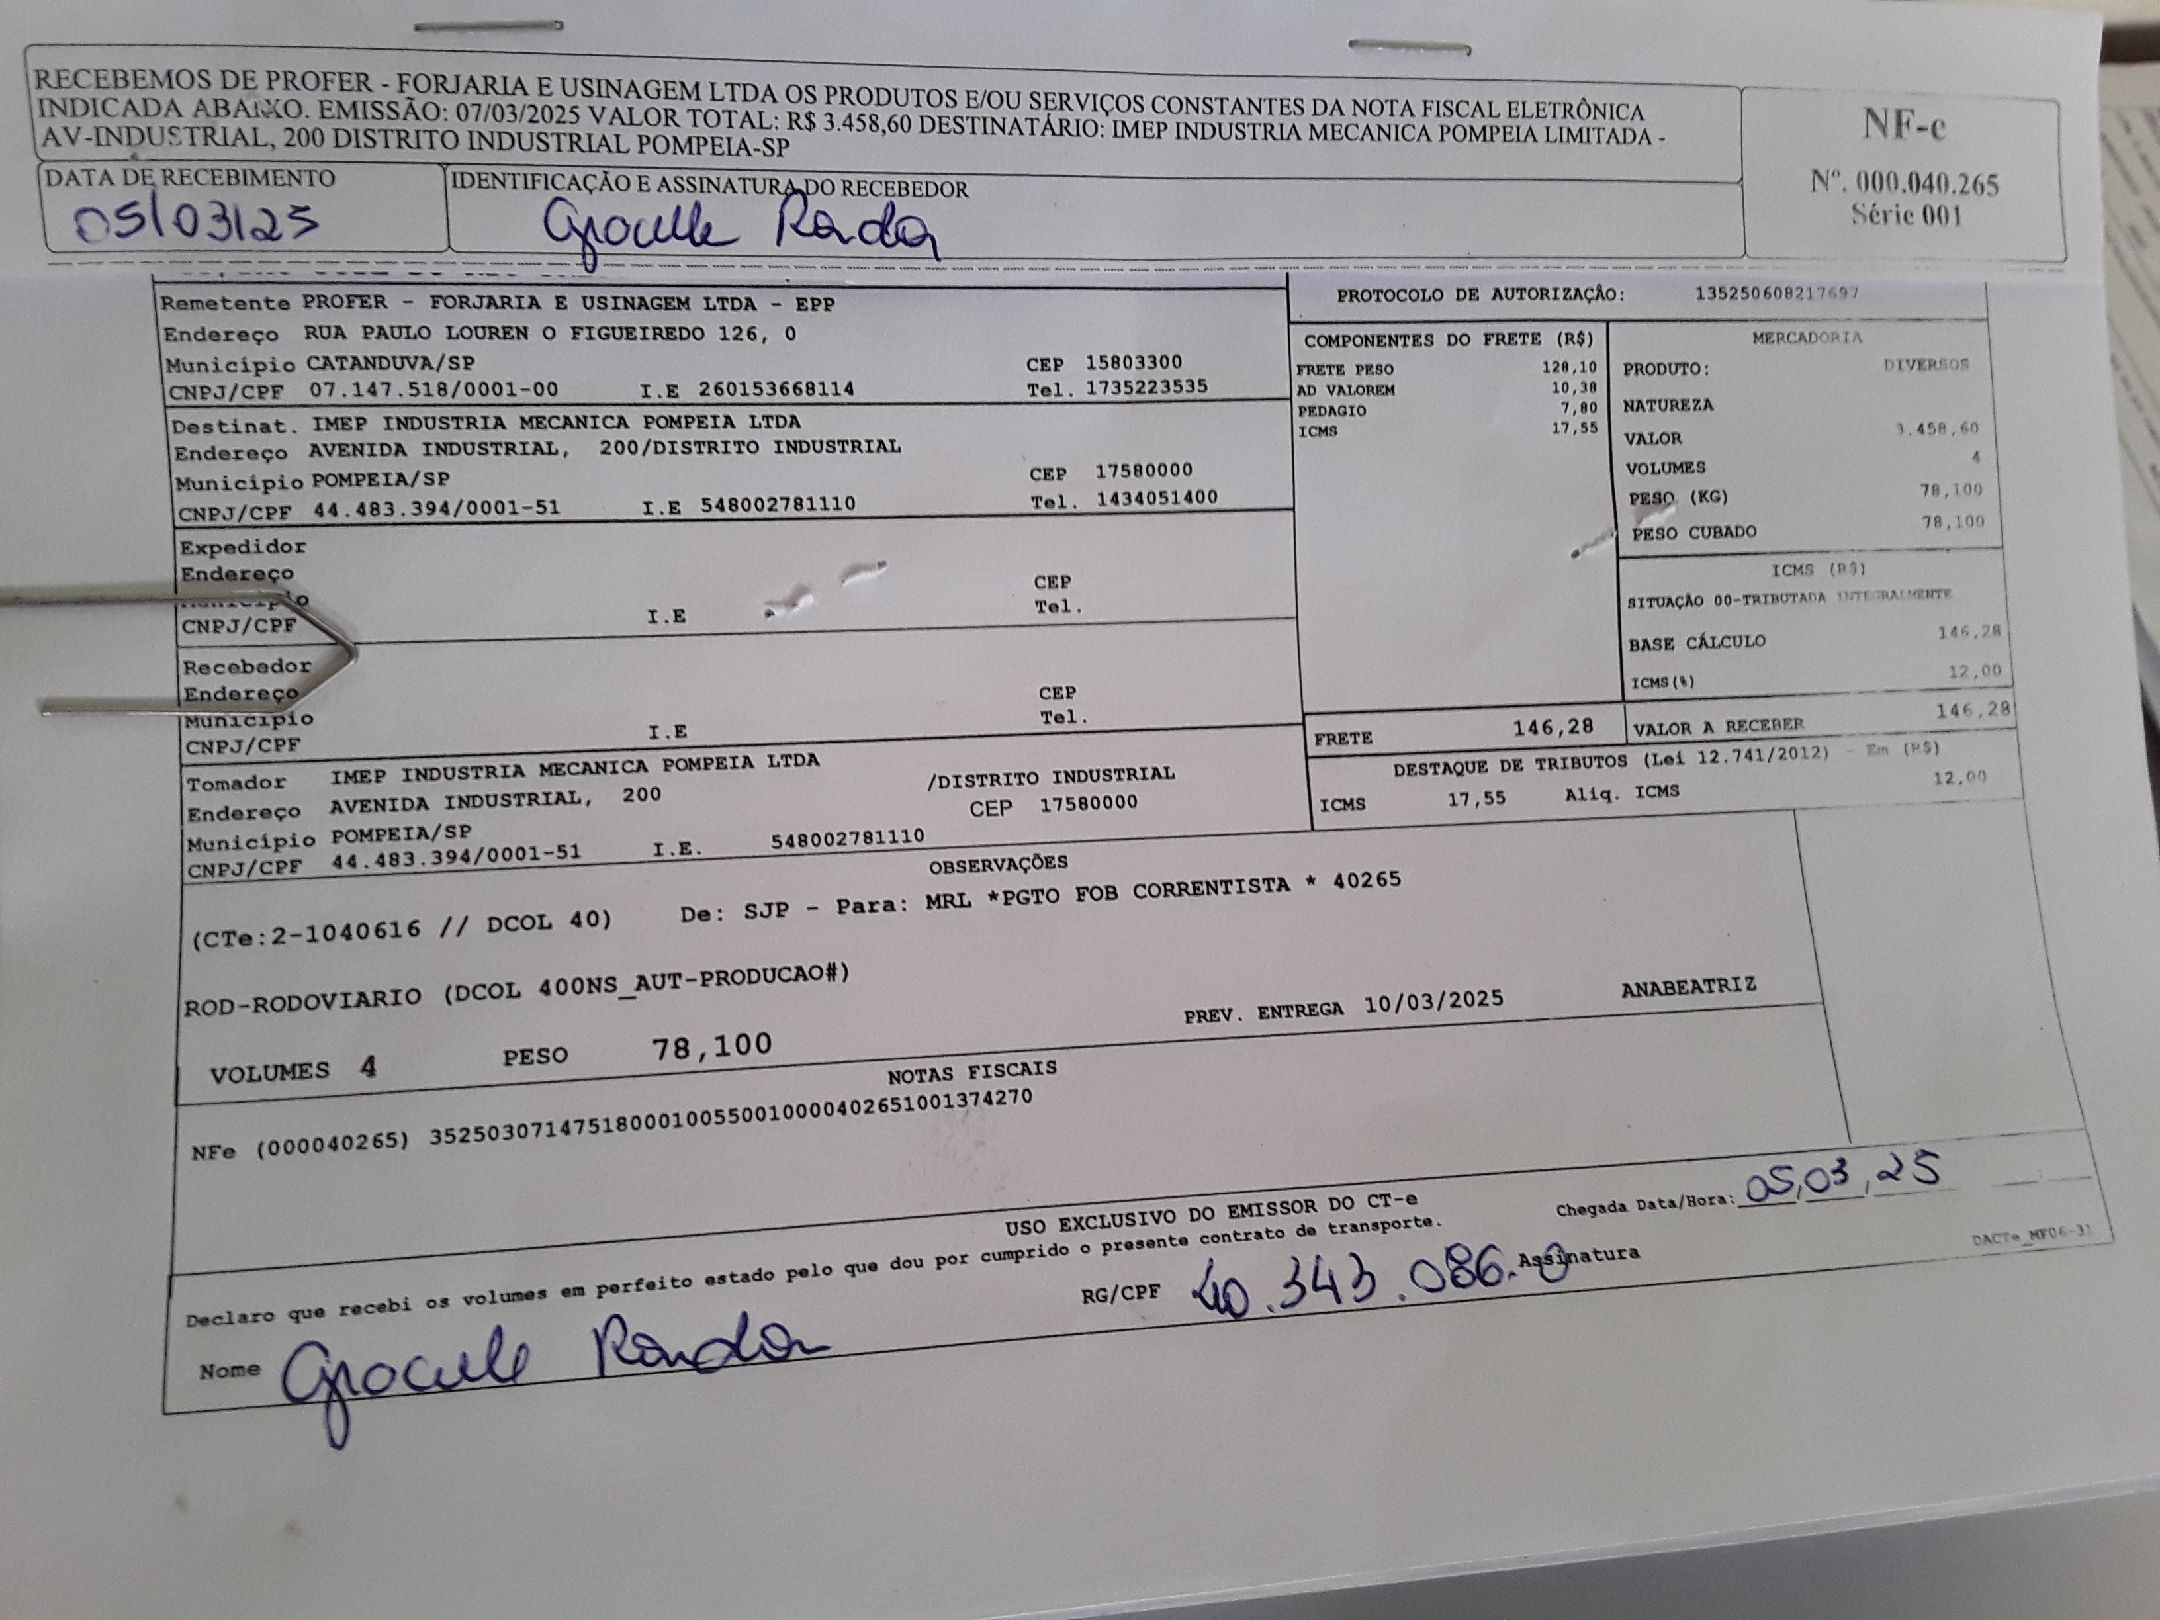 RECEBEMOS DE PROFER - FORJARIA E USINAGEM LTDA OS PRODUTOS E/OU SERVIÇOS CONSTANTES DA NOTA FISCAL ELETRÔNICA
INDICADA ABAIXO. EMISSÃO: 07/03/2025 VALOR TOTAL: R$ 3.458,60 DESTINATÁRIO: IMEP INDUSTRIA MECANICA POMPEIA LIMITADA -
AV-INDUSTRIAL, 200 DISTRITO INDUSTRIAL POMPEIA-SP
NF-e
Nº. 000.040.265
Série 001
DATA DE RECEBIMENTO
05/03/25
IDENTIFICAÇÃO E ASSINATURA DO RECEBEDOR
Remetente PROFER - FORJARIA E USINAGEM LTDA - EPP
Endereço RUA PAULO LOUREN O FIGUEIREDO 126, 0
Município CATANDUVA/SP CEP 15803300
CNPJ/CPF 07.147.518/0001-00 I.E 260153668114 Tel. 1735223535
Destinat. IMEP INDUSTRIA MECANICA POMPEIA LTDA
Endereço AVENIDA INDUSTRIAL, 200/DISTRITO INDUSTRIAL
Município POMPEIA/SP CEP 17580000
CNPJ/CPF 44.483.394/0001-51 I.E 548002781110 Tel. 1434051400
Expedidor
Endereço CEP
Município Tel.
CNPJ/CPF I.E
Recebedor
Endereço CEP
Município Tel.
CNPJ/CPF I.E
Tomador IMEP INDUSTRIA MECANICA POMPEIA LTDA
Endereço AVENIDA INDUSTRIAL, 200 /DISTRITO INDUSTRIAL
Município POMPEIA/SP CEP 17580000
CNPJ/CPF 44.483.394/0001-51 I.E. 548002781110
PROTOCOLO DE AUTORIZAÇÃO: 135250608217697
COMPONENTES DO FRETE (R$)
FRETE PESO 128,10
AD VALOREM 10,38
PEDAGIO 7,80
ICMS 17,55
MERCADORIA
PRODUTO: DIVERSOS
NATUREZA
VALOR 3.458,60
VOLUMES 4
PESO (KG) 78,100
PESO CUBADO 78,100
ICMS (R$)
SITUAÇÃO 00-TRIBUTADA INTEGRALMENTE
BASE CÁLCULO 146,28
ICMS(%) 12,00
FRETE 146,28 VALOR A RECEBER 146,28
DESTAQUE DE TRIBUTOS (Lei 12.741/2012) - Em (R$)
ICMS 17,55 Aliq. ICMS 12,00
OBSERVAÇÕES
(CTe:2-1040616 // DCOL 40) De: SJP - Para: MRL *PGTO FOB CORRENTISTA * 40265
ROD-RODOVIARIO (DCOL 400NS_AUT-PRODUCAO#)
VOLUMES 4 PESO 78,100 PREV. ENTREGA 10/03/2025 ANABEATRIZ
NOTAS FISCAIS
NFe (000040265) 35250307147518000100550010000402651001374270
USO EXCLUSIVO DO EMISSOR DO CT-e
Chegada Data/Hora: 05/03/25
Declaro que recebi os volumes em perfeito estado pelo que dou por cumprido o presente contrato de transporte.
DACTe_MF06-31
Nome
RG/CPF 40.343.086.0 Assinatura